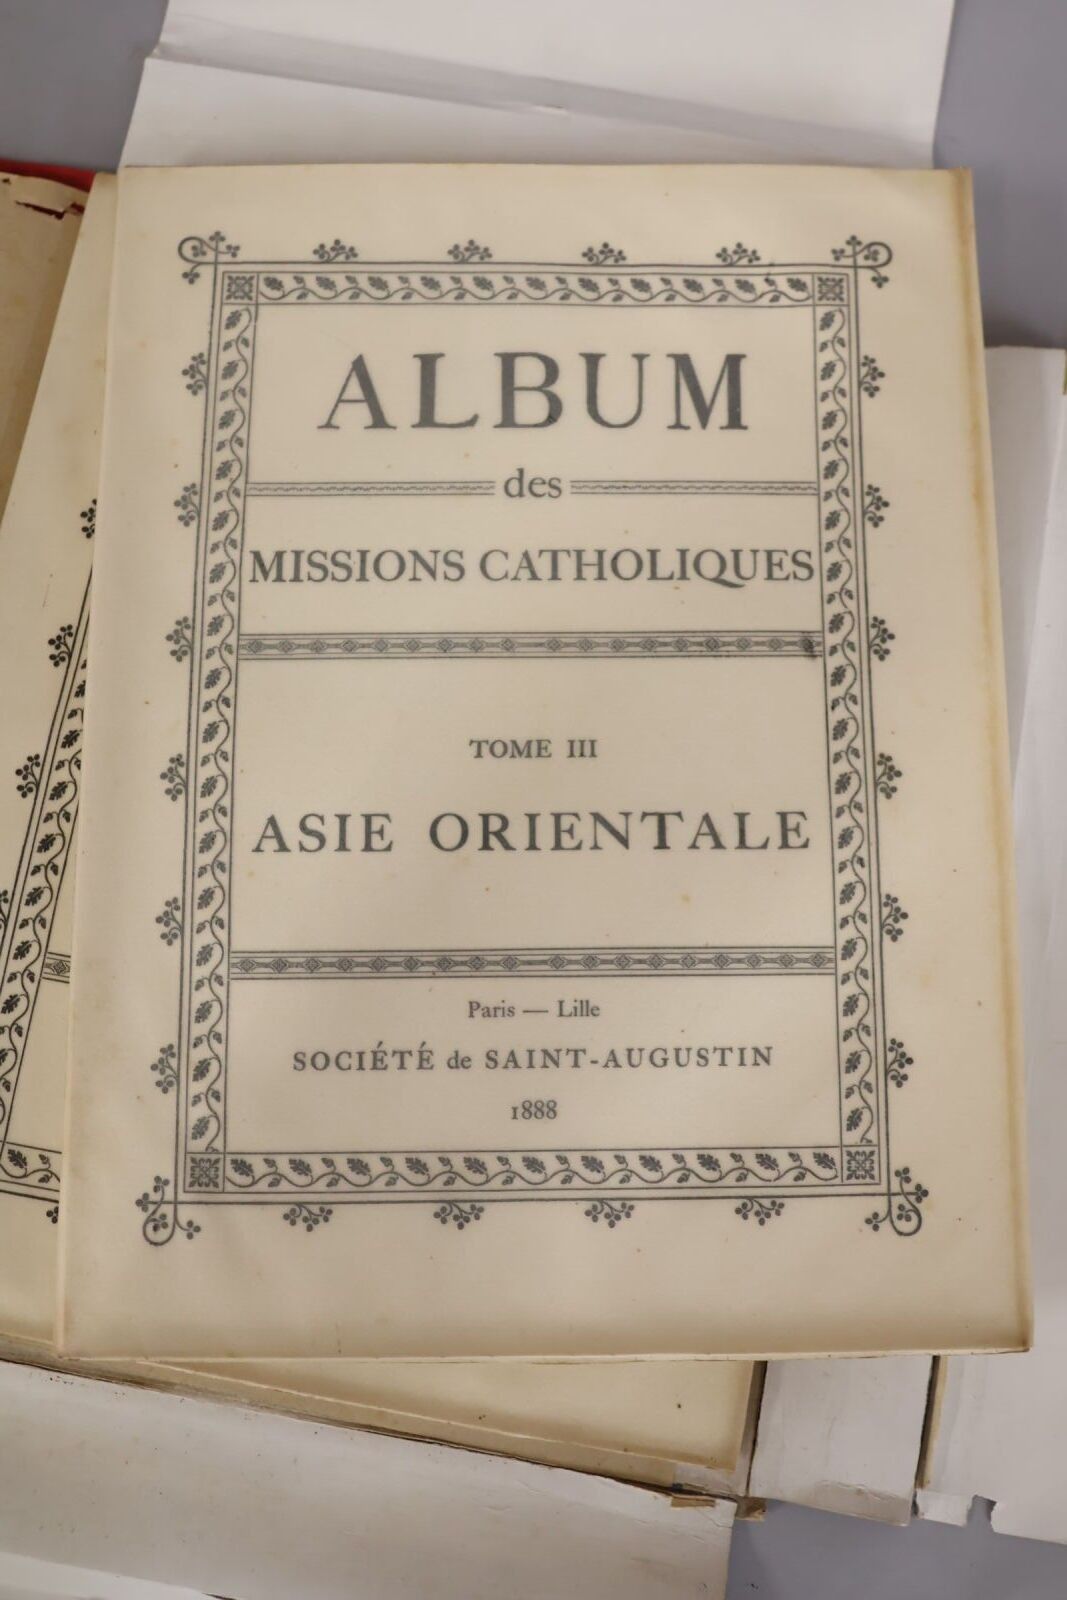 ALBUM
des
MISSIONS CATHOLIQUES
TOME III
ASIE ORIENTALE
Paris — Lille
SOCIÉTÉ de SAINT-AUGUSTIN
1888